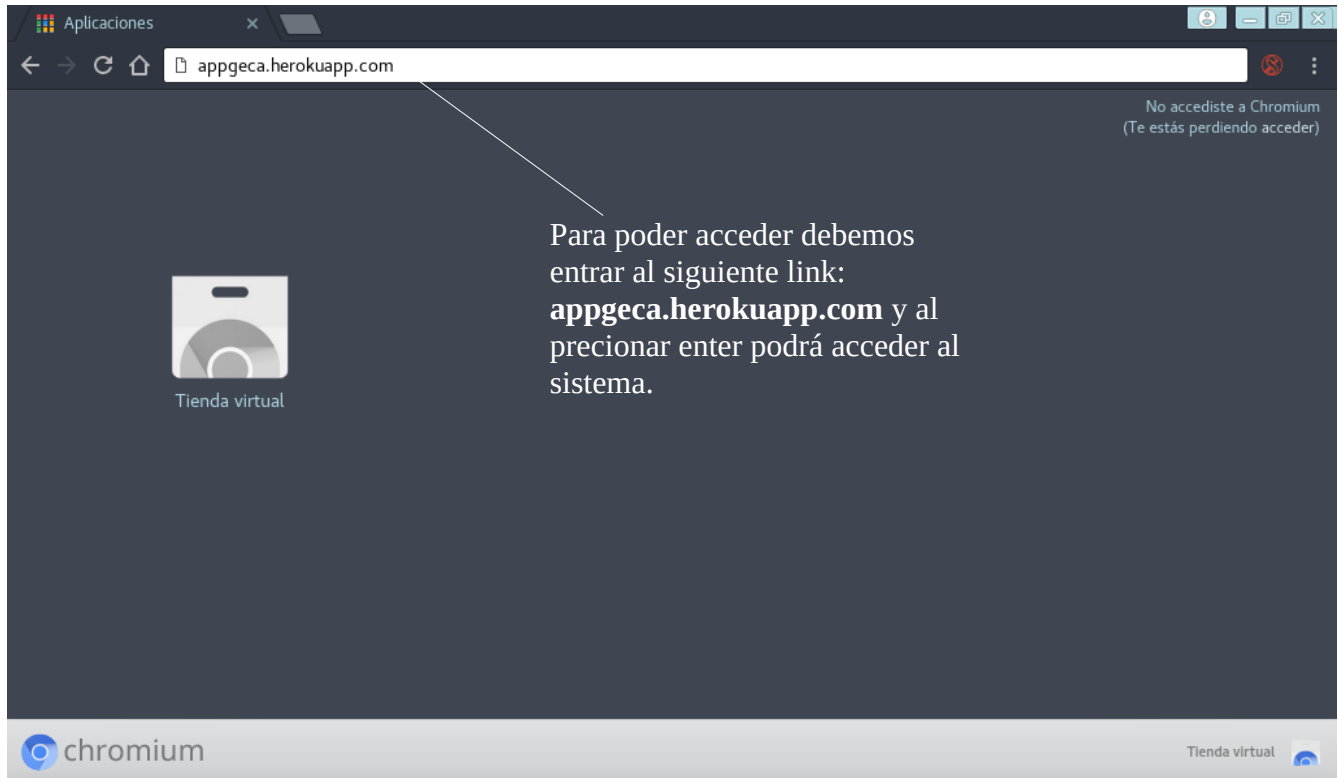 Aplicaciones
appgeca.herokuapp.com
No accediste a Chromium
(Te estás perdiendo acceder)
Para poder acceder debemos
entrar al siguiente link:
appgeca.herokuapp.com y al
precionar enter podrá acceder al
sistema.
Tienda virtual
chromium
Tienda virtual